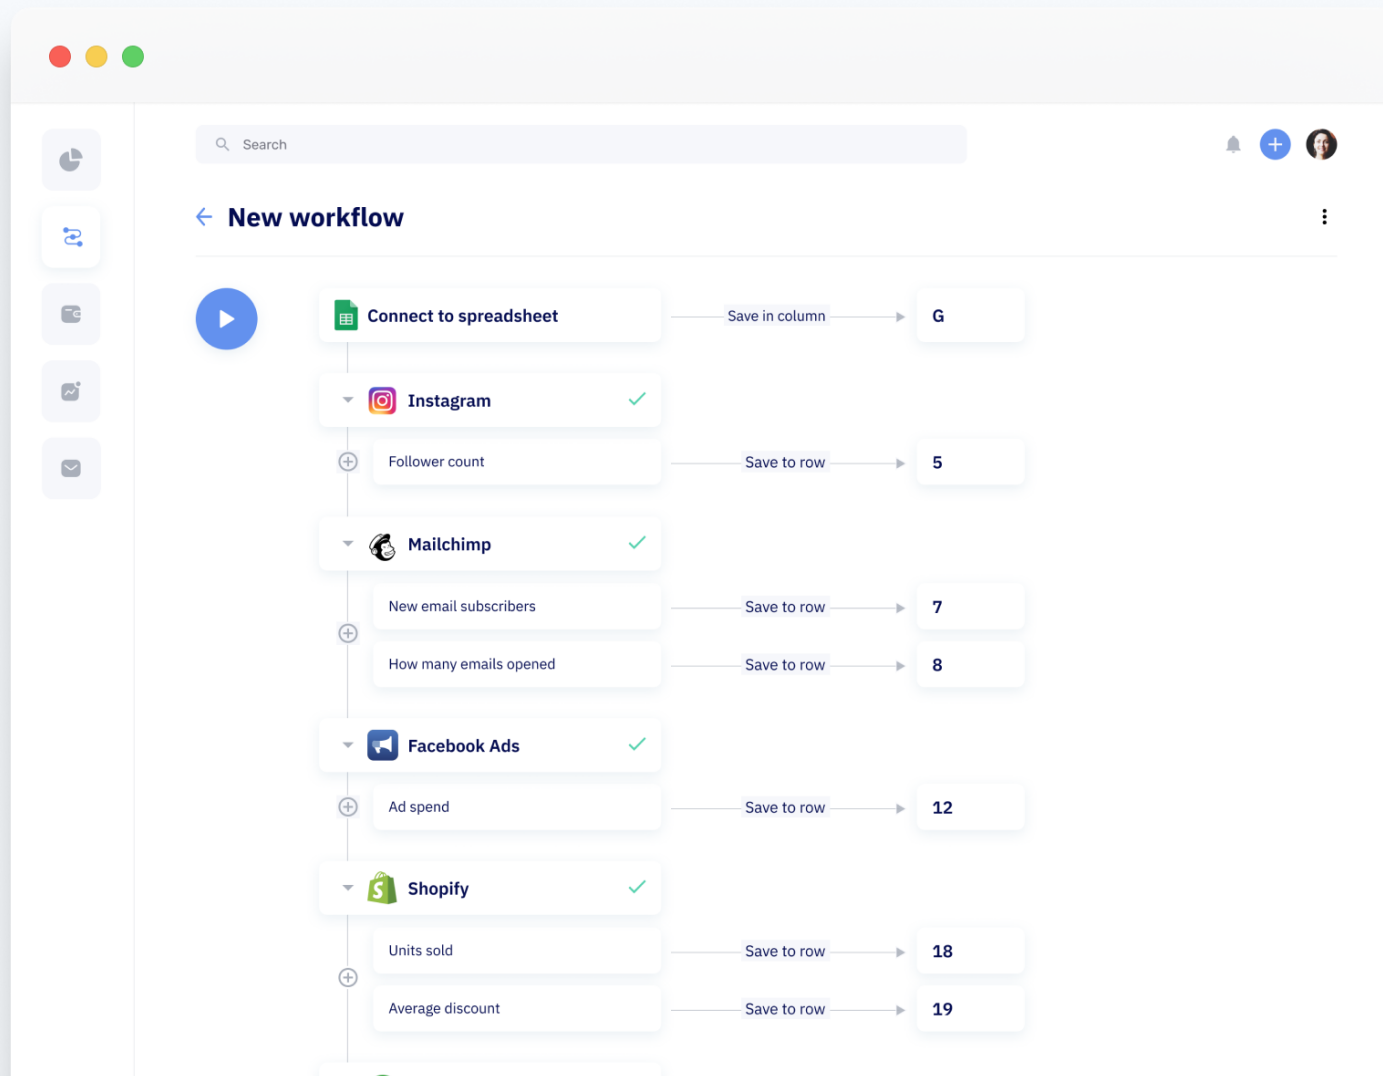 Search
New workflow
Connect to spreadsheet Save in column G
Instagram
Follower count Save to row 5
Mailchimp
New email subscribers Save to row 7
How many emails opened Save to row 8
Facebook Ads
Ad spend Save to row 12
Shopify
Units sold Save to row 18
Average discount Save to row 19